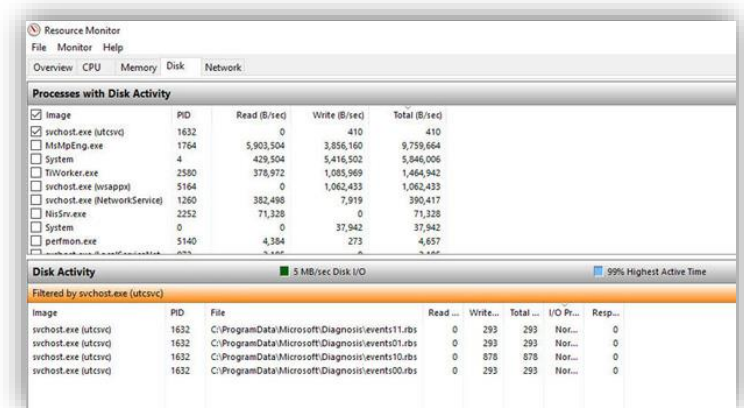 Resource Monitor
File Monitor Help
Overview CPU Memory Disk Network
Processes with Disk Activity
Image PID Read (B/sec) Write (B/sec) Total (B/sec)
svchost.exe (utcsvc) 1632 0 410 410
MsMpEng.exe 1764 5,903,504 3,856,160 9,759,664
System 4 429,504 5,416,502 5,846,006
TiWorker.exe 2580 378,972 1,085,969 1,464,942
svchost.exe (wsappx) 5164 0 1,062,433 1,062,433
svchost.exe (NetworkService) 1260 382,498 7,919 390,417
NisSrv.exe 2252 71,328 0 71,328
System 0 0 37,942 37,942
perfmon.exe 5140 4,384 273 4,657
Disk Activity 5 MB/sec Disk I/O 99% Highest Active Time
Filtered by svchost.exe (utcsvc)
Image PID File Read ... Write... Total ... I/O Pr... Resp...
svchost.exe (utcsvc) 1632 C:\ProgramData\Microsoft\Diagnosis\events11.rbs 0 293 293 Nor... 0
svchost.exe (utcsvc) 1632 C:\ProgramData\Microsoft\Diagnosis\events01.rbs 0 293 293 Nor... 0
svchost.exe (utcsvc) 1632 C:\ProgramData\Microsoft\Diagnosis\events10.rbs 0 878 878 Nor... 0
svchost.exe (utcsvc) 1632 C:\ProgramData\Microsoft\Diagnosis\events00.rbs 0 293 293 Nor... 0